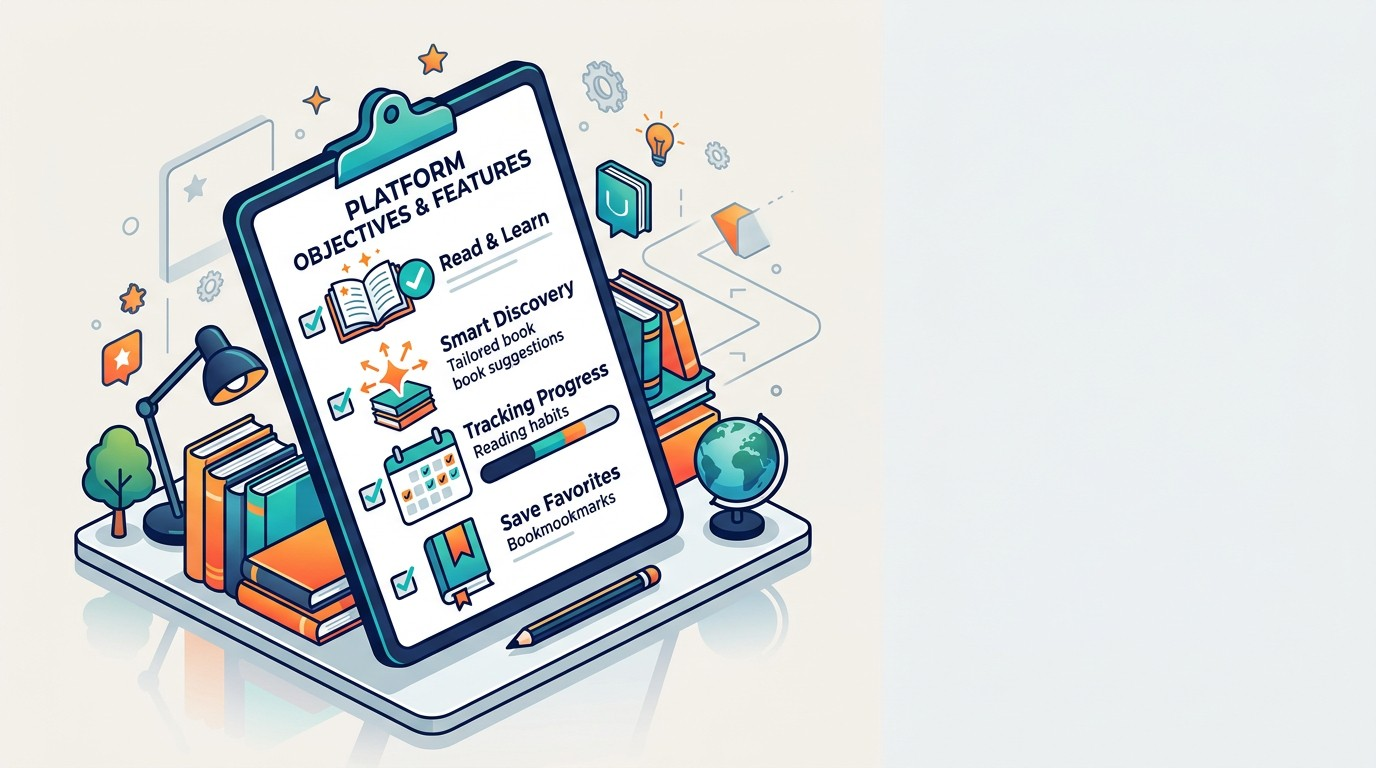 PLATFORM
OBJECTIVES & FEATURES
Read & Learn
Smart Discovery
Tailored book
book suggestions
Tracking Progress
Reading habits
Save Favorites
Bookmookmarks